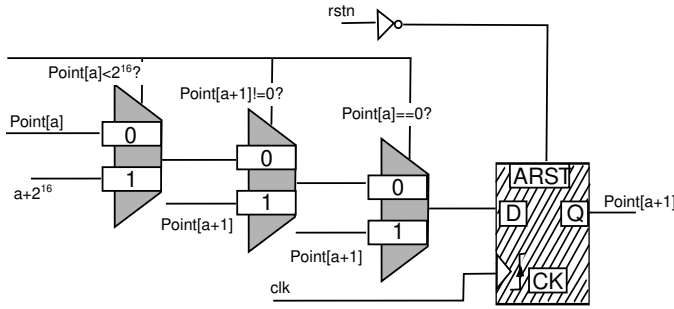 rstn
Point[a]<2¹⁶?
Point[a+1]!=0?
Point[a]==0?
Point[a]
0
0
1
a+2¹⁶
0
1
Point[a+1]
1
Point[a+1]
ARST
D
Q
Point[a+1]
CK
clk